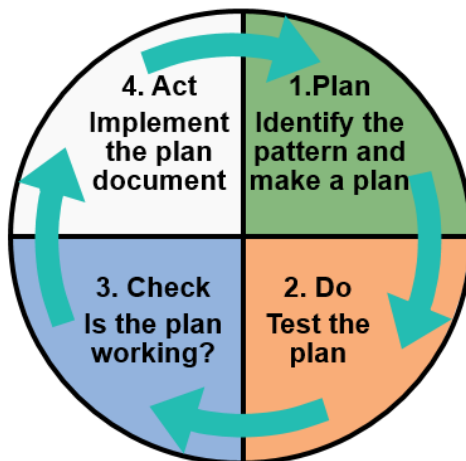 1.Plan
Identify the
pattern and
make a plan
2. Do
Test the
plan
3. Check
Is the plan
working?
4. Act
Implement
the plan
document